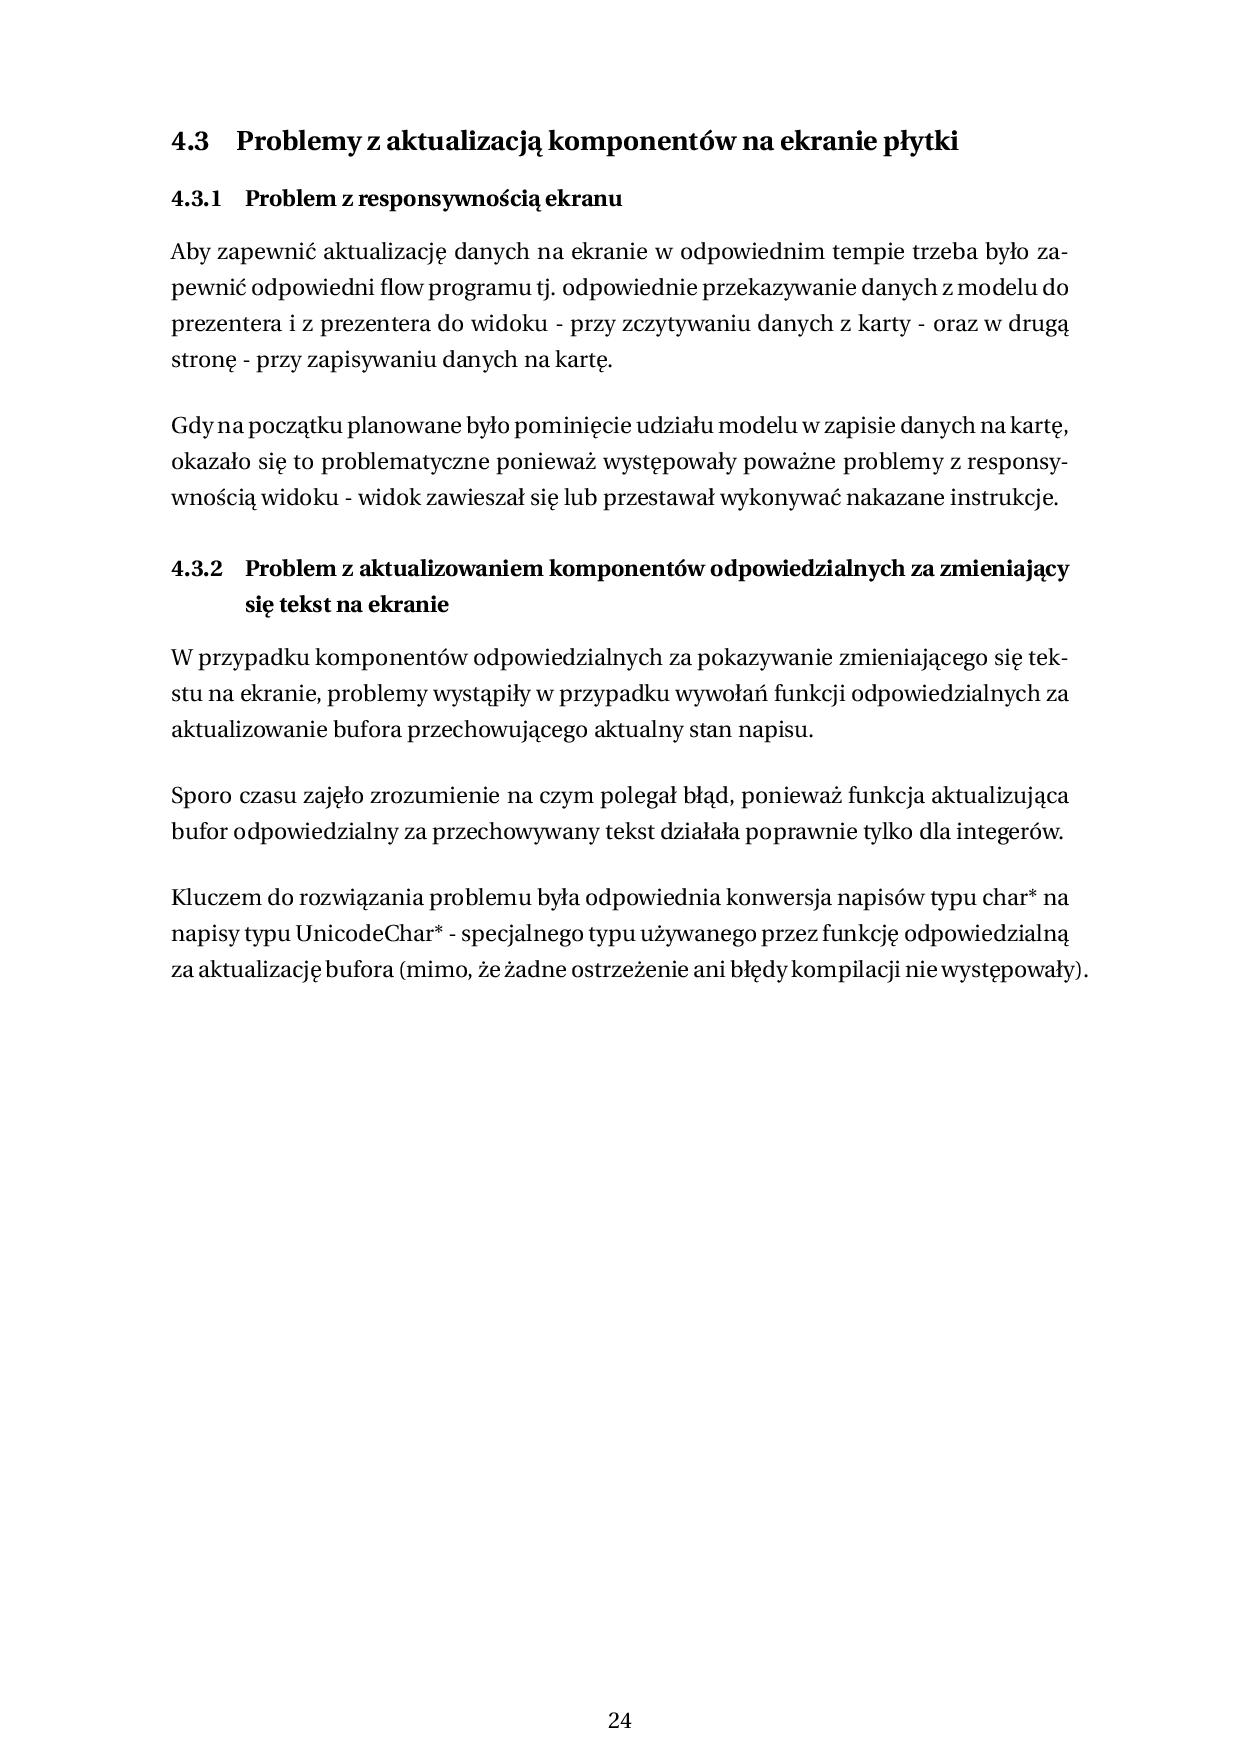 4.3 Problemy z aktualizacją komponentów na ekranie płytki
4.3.1 Problem z responsywnością ekranu
Aby zapewnić aktualizację danych na ekranie w odpowiednim tempie trzeba było za-
pewnić odpowiedni flow programu tj. odpowiednie przekazywanie danych z modelu do
prezentera i z prezentera do widoku - przy zczytywaniu danych z karty - oraz w drugą
stronę - przy zapisywaniu danych na kartę.
Gdy na początku planowane było pominięcie udziału modelu w zapisie danych na kartę,
okazało się to problematyczne ponieważ występowały poważne problemy z responsy-
wnością widoku - widok zawieszał się lub przestawał wykonywać nakazane instrukcje.
4.3.2 Problem z aktualizowaniem komponentów odpowiedzialnych za zmieniający
się tekst na ekranie
W przypadku komponentów odpowiedzialnych za pokazywanie zmieniającego się tek-
stu na ekranie, problemy wystąpiły w przypadku wywołań funkcji odpowiedzialnych za
aktualizowanie bufora przechowującego aktualny stan napisu.
Sporo czasu zajęło zrozumienie na czym polegał błąd, ponieważ funkcja aktualizująca
bufor odpowiedzialny za przechowywany tekst działała poprawnie tylko dla integerów.
Kluczem do rozwiązania problemu była odpowiednia konwersja napisów typu char* na
napisy typu UnicodeChar* - specjalnego typu używanego przez funkcję odpowiedzialną
za aktualizację bufora (mimo, że żadne ostrzeżenie ani błędy kompilacji nie występowały).
24